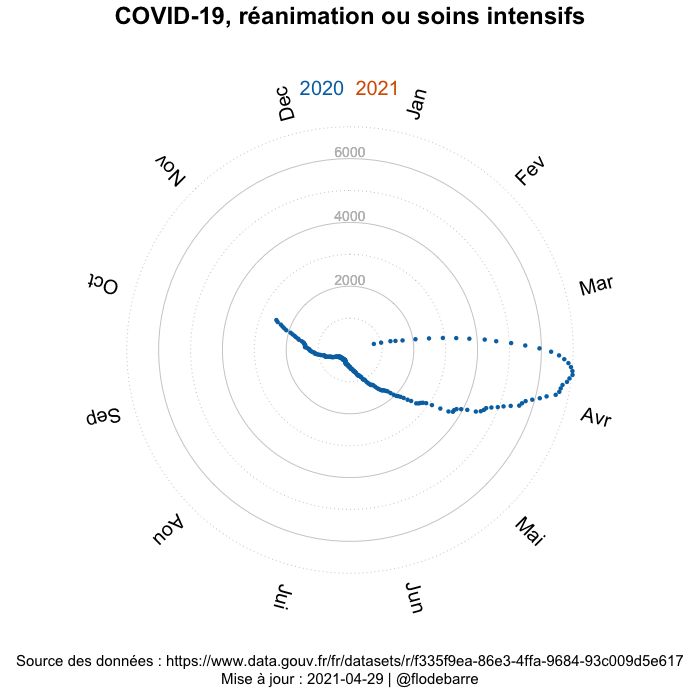 COVID-19, réanimation ou soins intensifs
2020 2021
Dec
Jan
Nov
Fev
6000
4000
2000
Oct
Mar
Sep
Avr
Aou
Mai
Jui
Jun
Source des données : https://www.data.gouv.fr/fr/datasets/r/f335f9ea-86e3-4ffa-9684-93c009d5e617
Mise à jour : 2021-04-29 | @flodebarre